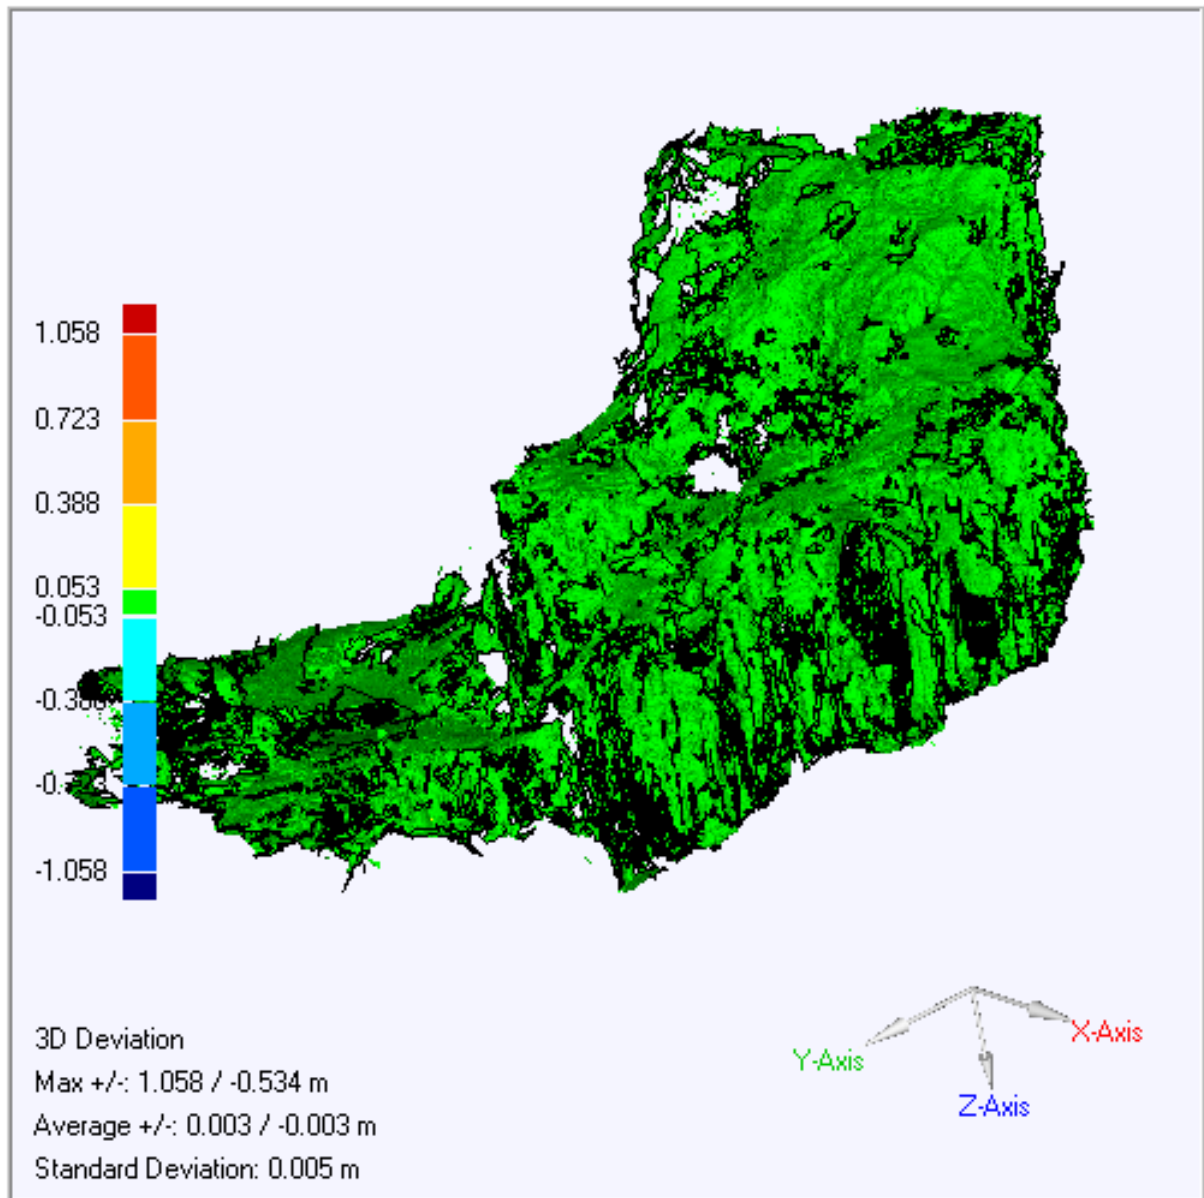 1.058
0.723
0.388
0.053
-0.053
-1.058
3D Deviation
Max +/-: 1.058 / -0.534 m
Average +/-: 0.003 / -0.003 m
Standard Deviation: 0.005 m
X-Axis
Y-Axis
Z-Axis